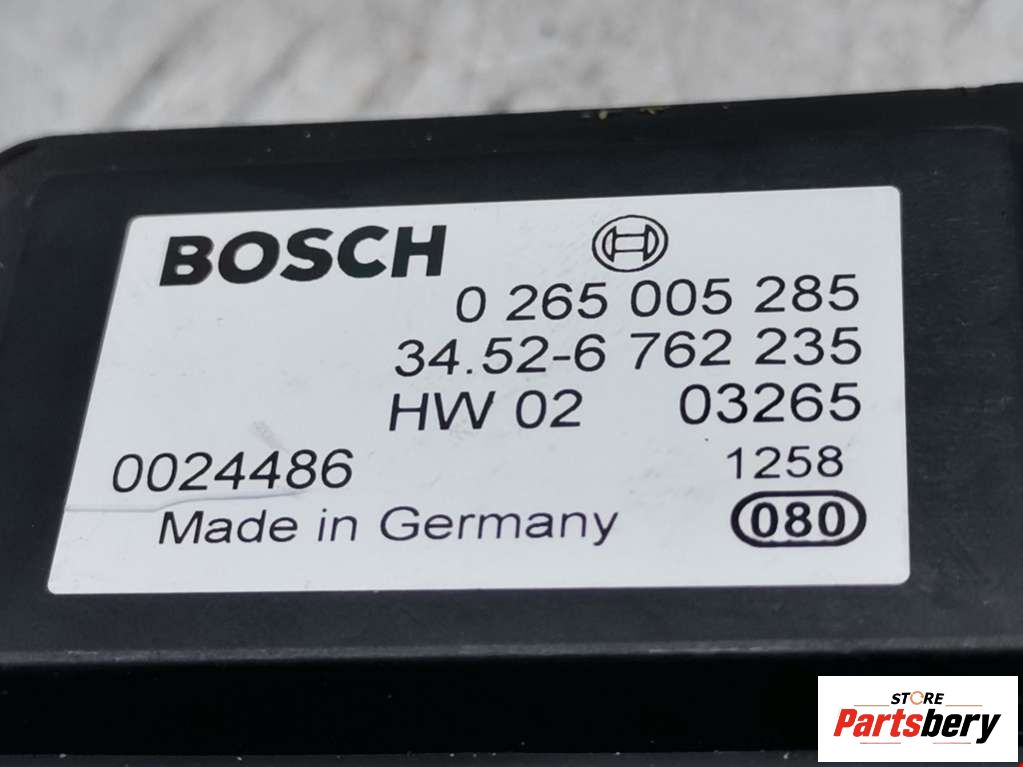 BOSCH
0 265 005 285
34.52-6 762 235
HW 02 03265
0024486 1258
Made in Germany 080
STORE
Partsbery